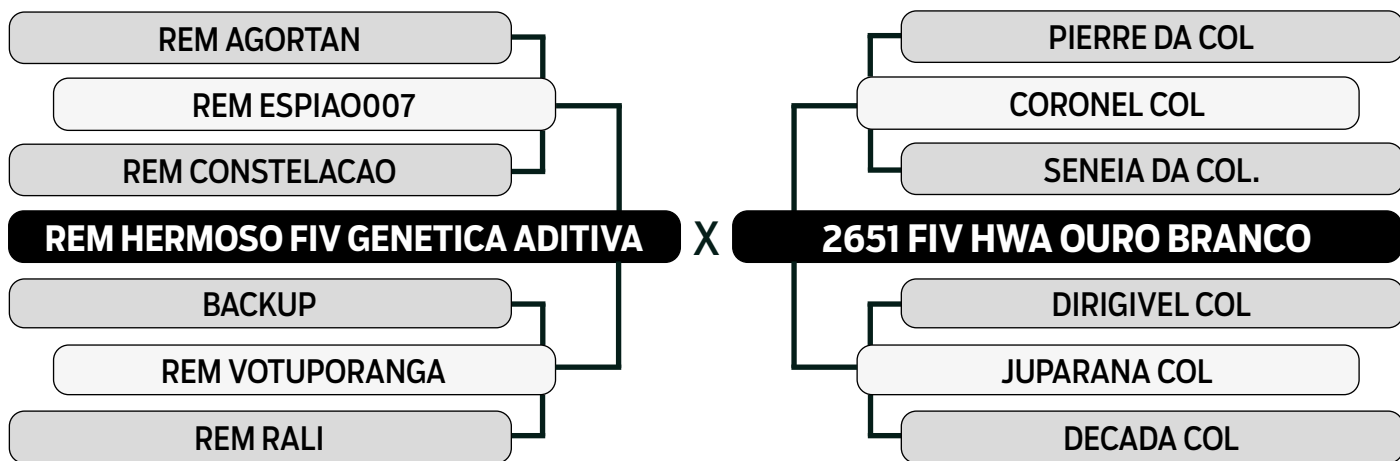 REM AGORTAN
REM ESPIAO007
REM CONSTELACAO
REM HERMOSO FIV GENETICA ADITIVA
BACKUP
REM VOTUPORANGA
REM RALI
X
PIERRE DA COL
CORONEL COL
SENEIA DA COL.
2651 FIV HWA OURO BRANCO
DIRIGIVEL COL
JUPARANA COL
DECADA COL